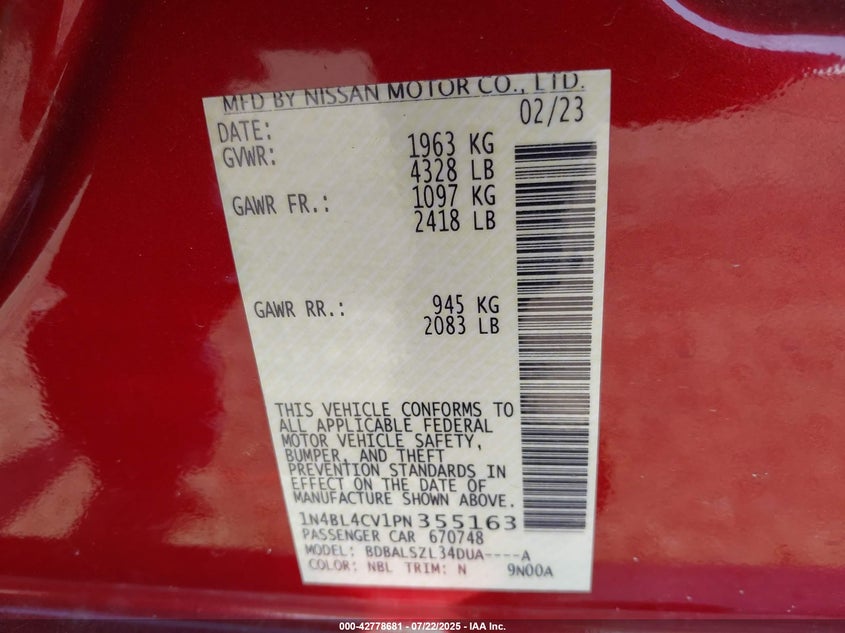 MFD BY NISSAN MOTOR CO., LTD.
DATE: 02/23
GVWR: 1963 KG
4328 LB
GAWR FR.: 1097 KG
2418 LB
GAWR RR.: 945 KG
2083 LB
THIS VEHICLE CONFORMS TO
ALL APPLICABLE FEDERAL
MOTOR VEHICLE SAFETY,
BUMPER, AND THEFT
PREVENTION STANDARDS IN
EFFECT ON THE DATE OF
MANUFACTURE SHOWN ABOVE.
1N4BL4CV1PN355163
PASSENGER CAR 670748
MODEL: BDBALSZL34DUA----A
COLOR: NBL TRIM: N 9N00A
000-42778681 - 07/22/2025 - IAA Inc.